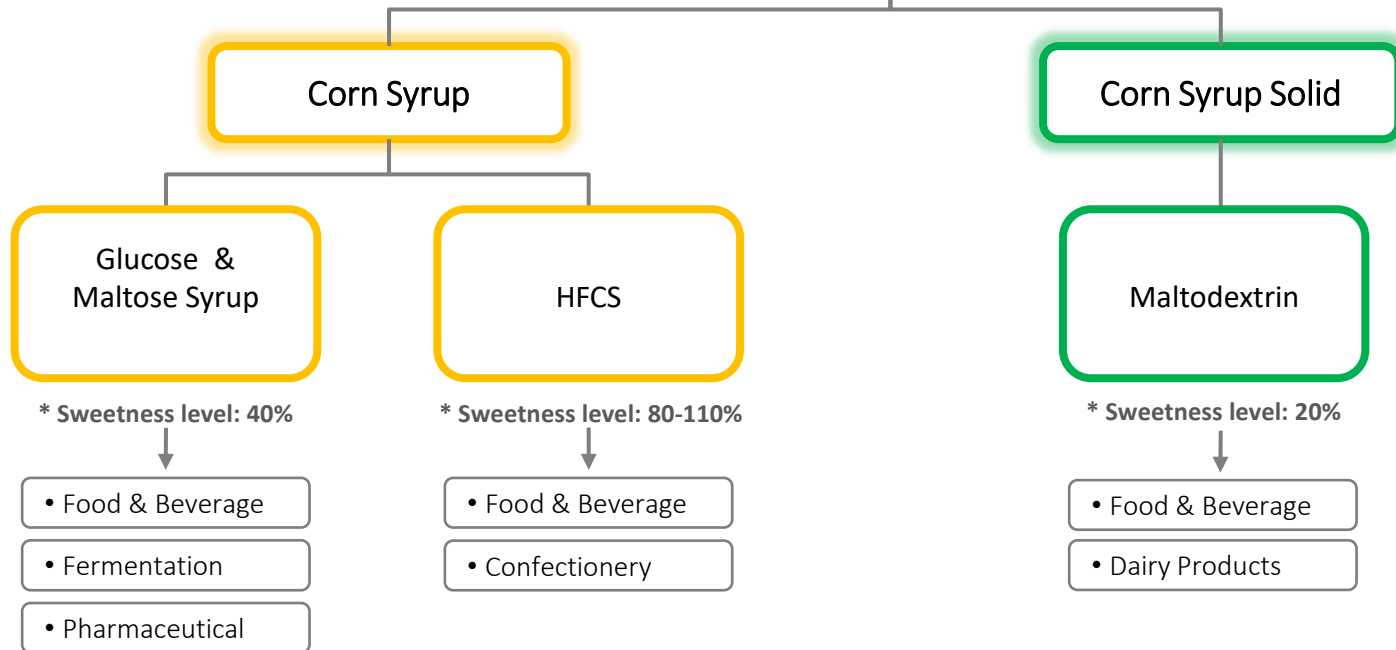 Corn Syrup
Corn Syrup Solid
Glucose &
Maltose Syrup
HFCS
Maltodextrin
* Sweetness level: 40%
* Sweetness level: 80-110%
* Sweetness level: 20%
• Food & Beverage
• Fermentation
• Pharmaceutical
• Food & Beverage
• Confectionery
• Food & Beverage
• Dairy Products